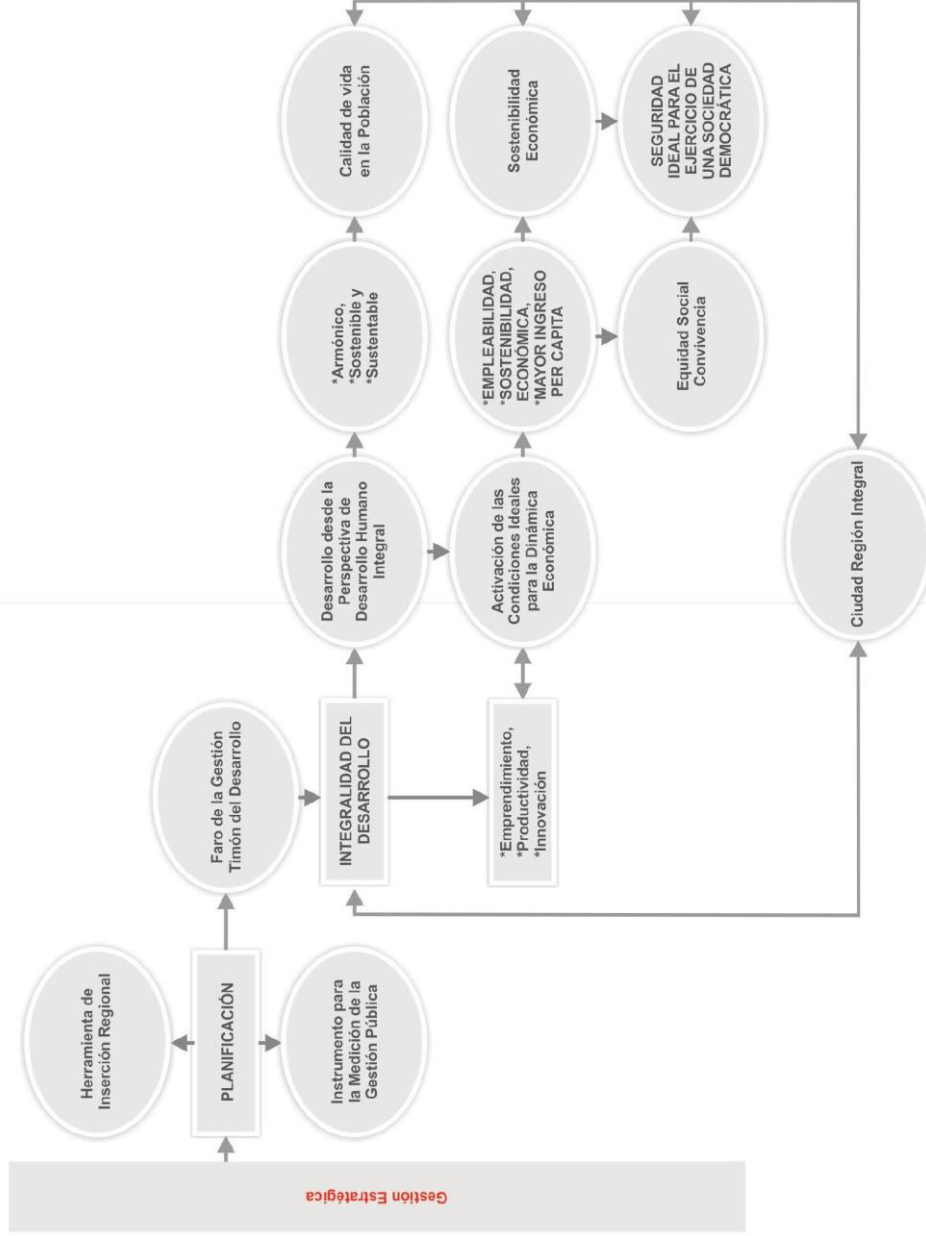 Gestión Estratégica
Herramienta de
Inserción Regional
PLANIFICACIÓN
Instrumento para
la Medición de la
Gestión Pública
Faro de la Gestión
Timón del Desarrollo
INTEGRALIDAD DEL
DESARROLLO
*Emprendimiento,
*Productividad,
*Innovación
Desarrollo desde la
Perspectiva de
Desarrollo Humano
Integral
Activación de las
Condiciones Ideales
para la Dinámica
Económica
*Armónico,
*Sostenible y
*Sustentable
*EMPLEABILIDAD,
*SOSTENIBILIDAD,
ECONÓMICA,
*MAYOR INGRESO
PER CAPITA
Equidad Social
Convivencia
Calidad de vida
en la Población
Sostenibilidad
Económica
SEGURIDAD
IDEAL PARA EL
EJERCICIO DE
UNA SOCIEDAD
DEMOCRÁTICA
Ciudad Región Integral